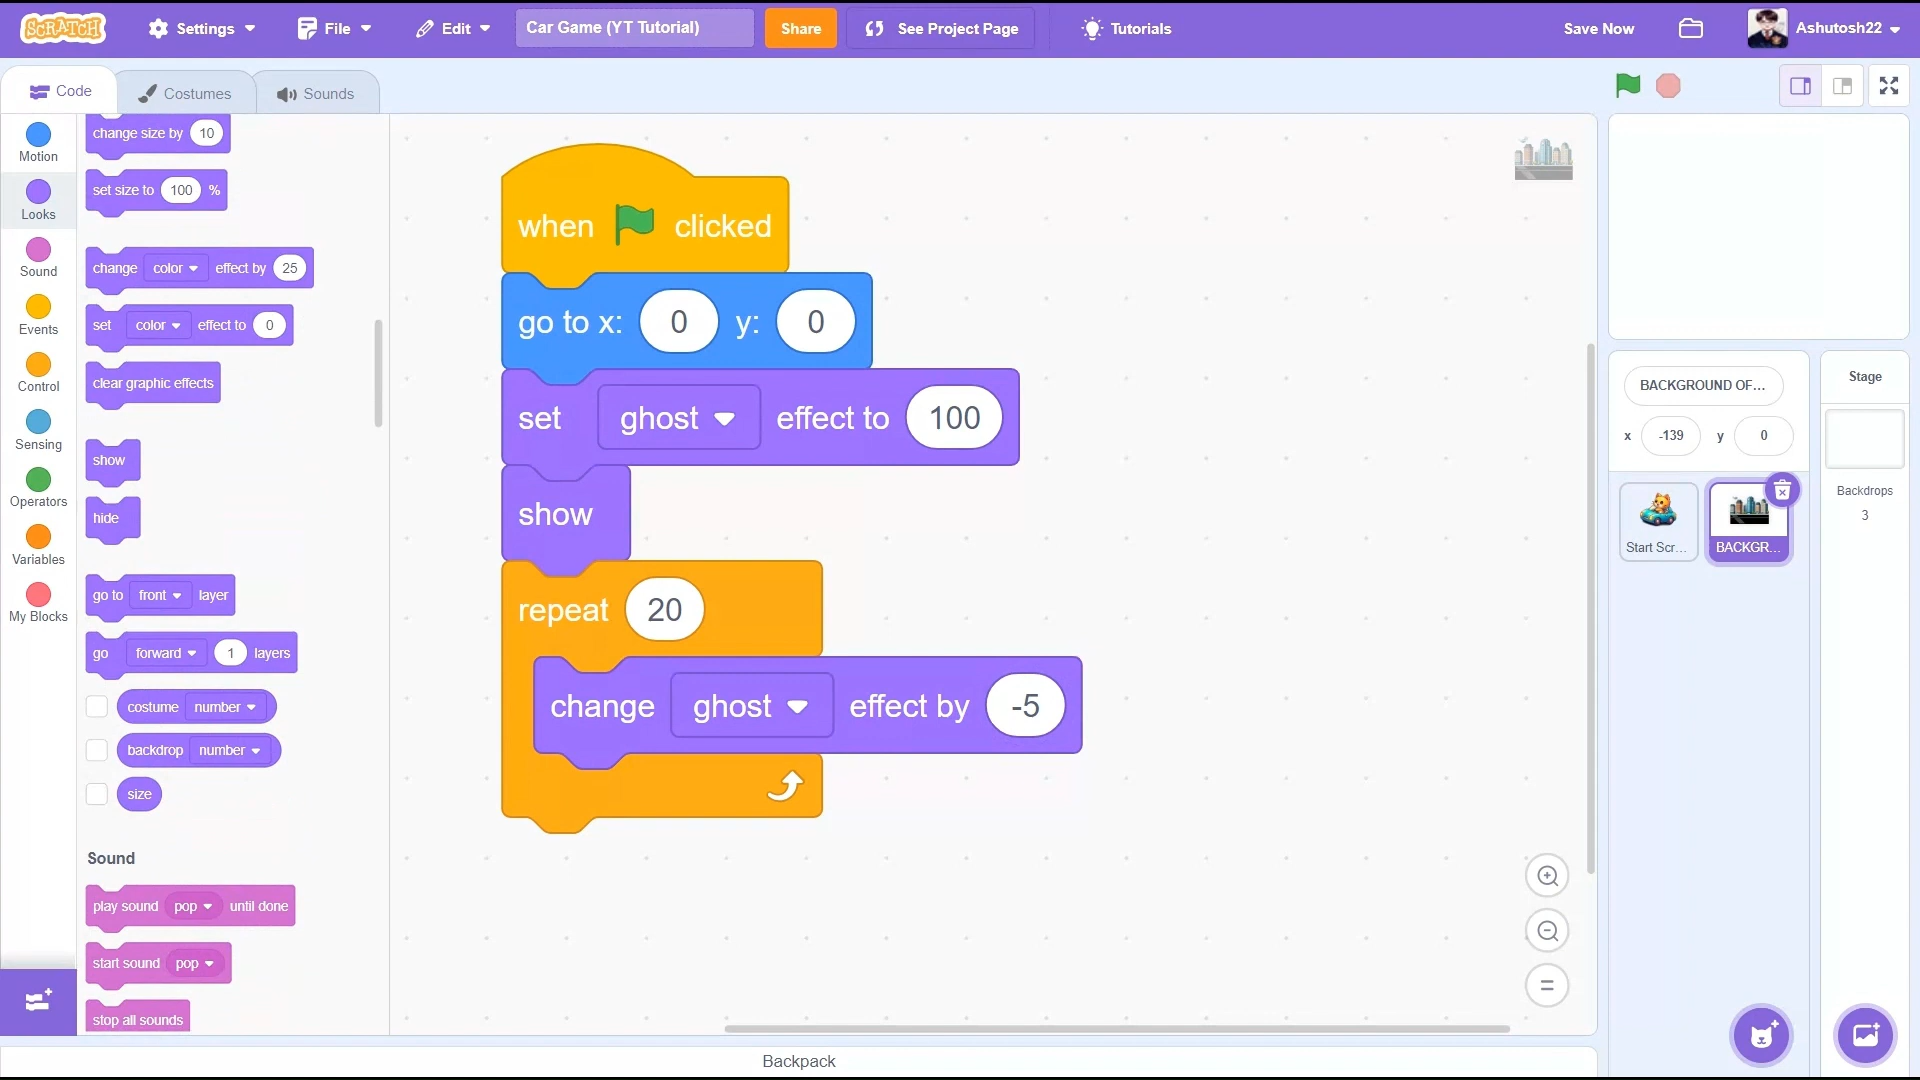 SCRATCH Settings File Edit Car Game (YT Tutorial) Share See Project Page Tutorials Save Now Ashutosh22
Code Costumes Sounds
Motion
Looks
Sound
Events
Control
Sensing
Operators
Variables
My Blocks
change size by 10
set size to 100 %
change color effect by 25
set color effect to 0
clear graphic effects
show
hide
go to front layer
go forward 1 layers
costume number
backdrop number
size
Sound
play sound pop until done
start sound pop
stop all sounds
when clicked
go to x: 0 y: 0
set ghost effect to 100
show
repeat 20
change ghost effect by -5
BACKGROUND OF...
x -139 y 0
Start Scr...
BACKGR...
Stage
Backdrops
3
Backpack